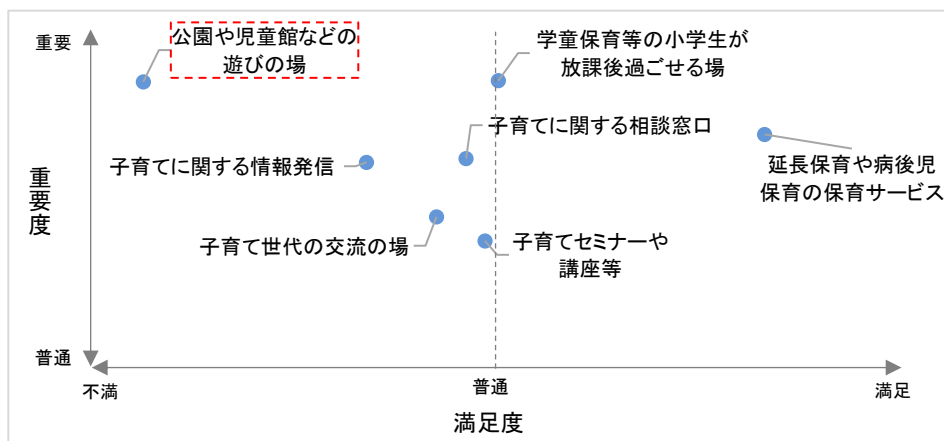 重要
公園や児童館などの
遊びの場
学童保育等の小学生が
放課後過ごせる場
子育てに関する相談窓口
子育てに関する情報発信
延長保育や病後児
保育の保育サービス
重要度
子育て世代の交流の場
子育てセミナーや
講座等
普通
不満
普通
満足
満足度